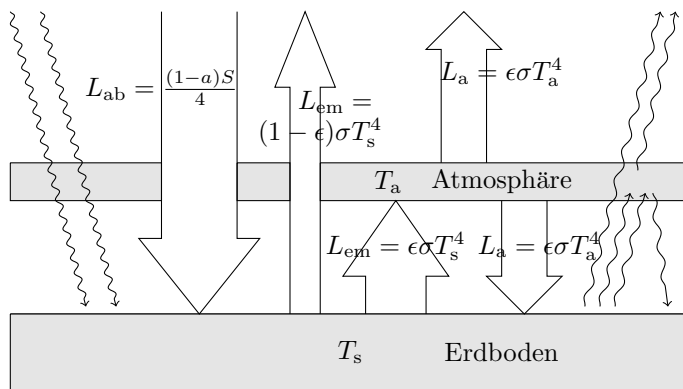 L_ab = (1−a)S/4
L_em =
(1 − ϵ)σT_s^4
L_a = ϵσT_a^4
T_a Atmosphäre
L_em = ϵσT_s^4
L_a = ϵσT_a^4
T_s Erdboden